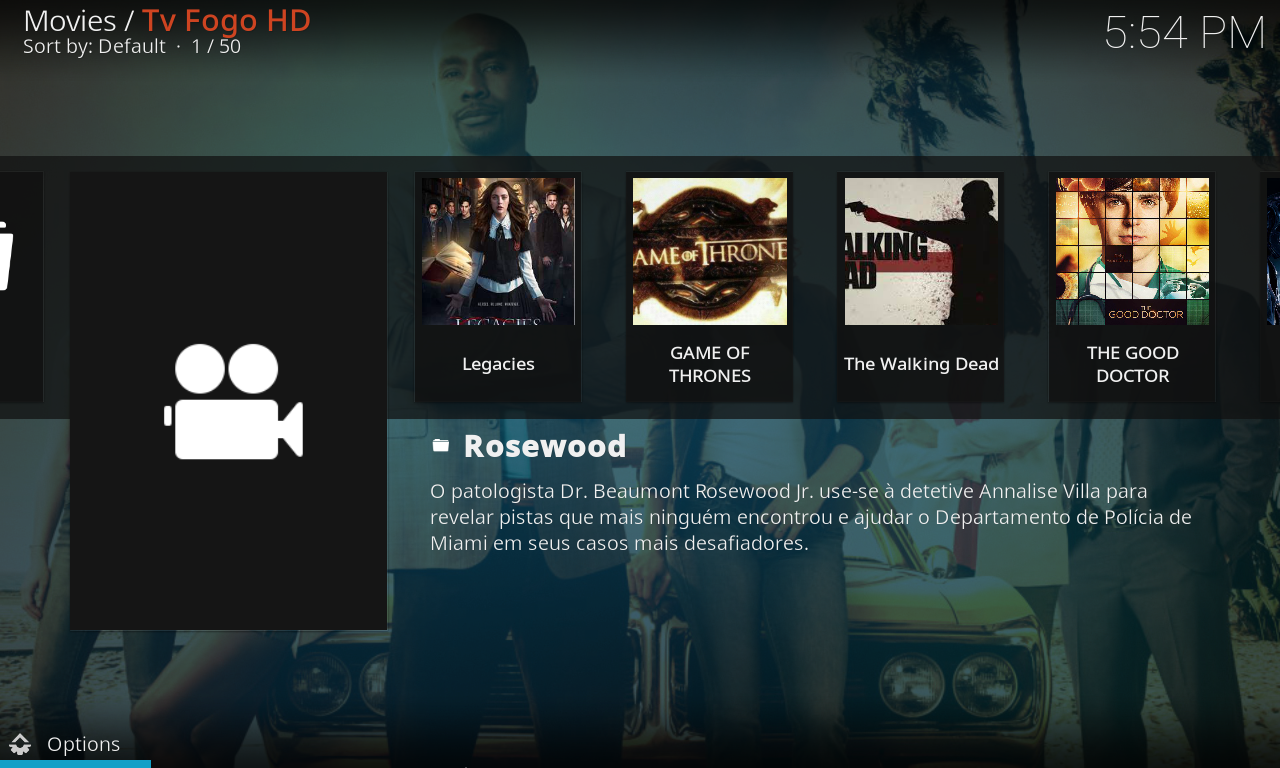 Movies / Tv Fogo HD
Sort by: Default · 1 / 50
5:54 PM
LEGACIES
AME OF THRONE
ALKING
AD
THE
GOOD DOCTOR
Legacies
GAME OF
THRONES
The Walking Dead
THE GOOD
DOCTOR
Rosewood
O patologista Dr. Beaumont Rosewood Jr. use-se à detetive Annalise Villa para
revelar pistas que mais ninguém encontrou e ajudar o Departamento de Polícia de
Miami em seus casos mais desafiadores.
Options